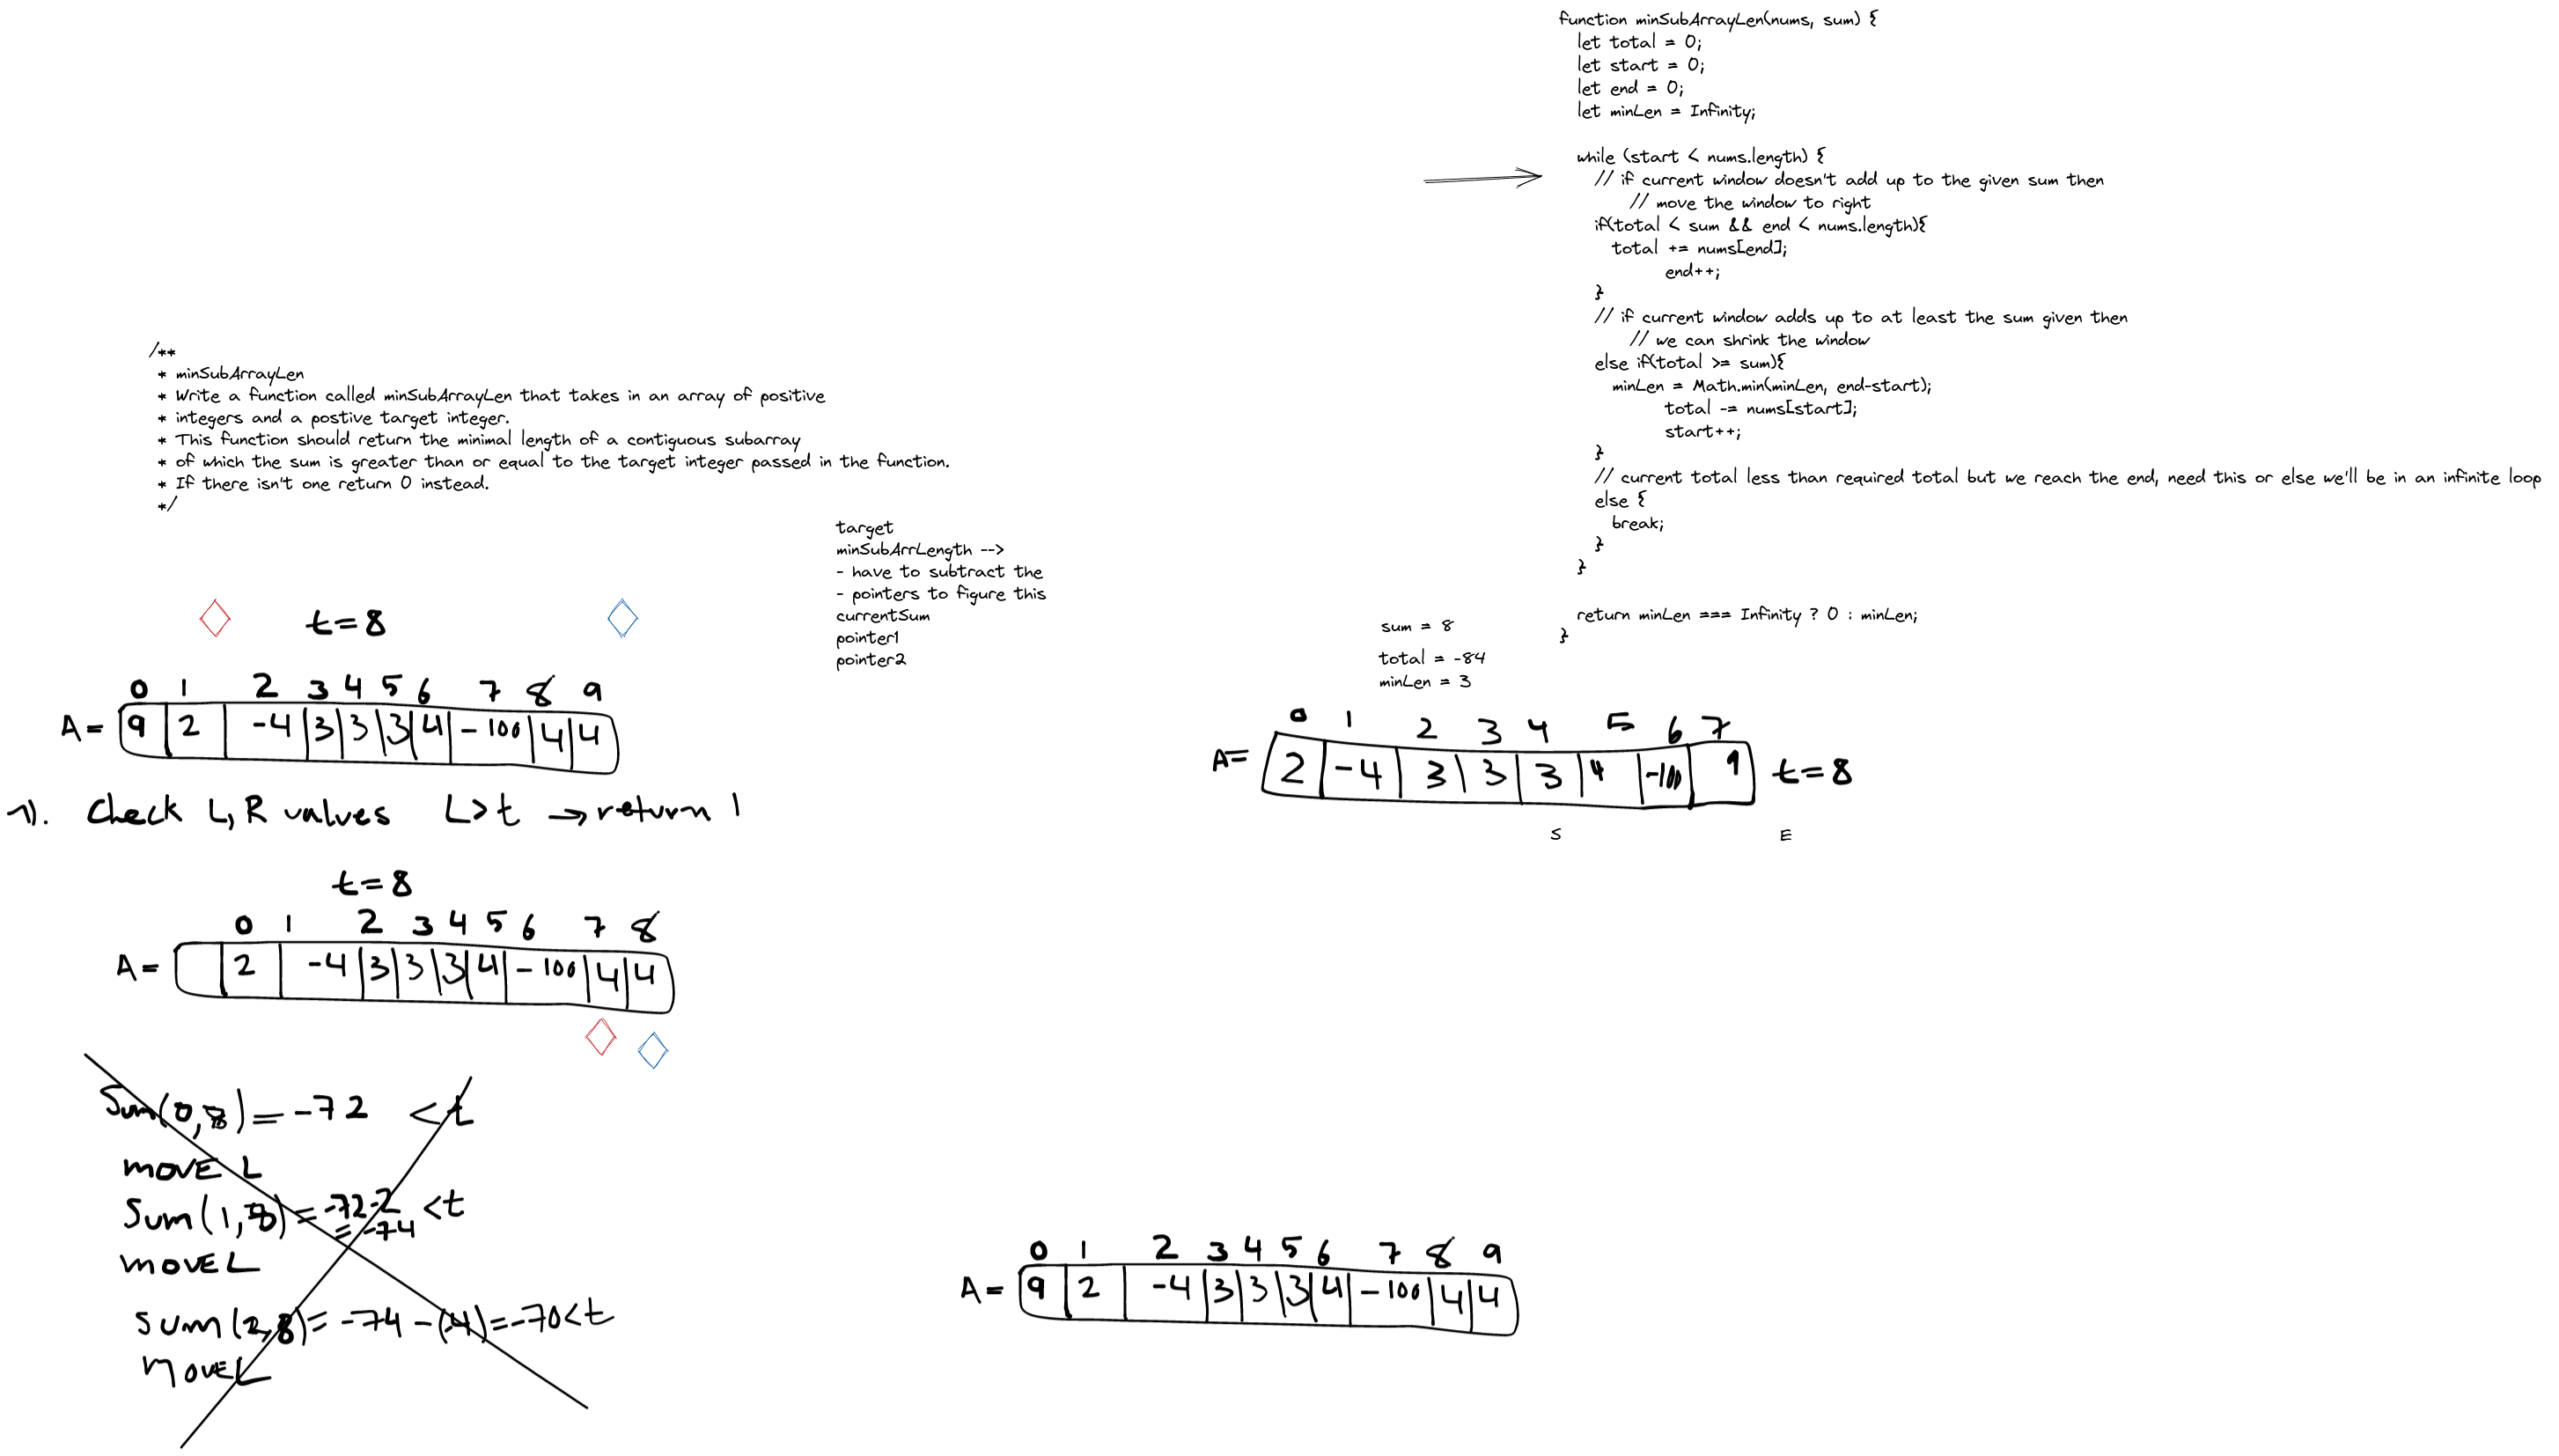 /**
* minSubArrayLen
* Write a function called minSubArrayLen that takes in an array of positive
* integers and a postive target integer.
* This function should return the minimal length of a contiguous subarray
* of which the sum is greater than or equal to the target integer passed in the function.
* If there isn't one return 0 instead.
*/
target
minSubArrLength -->
- have to subtract the
- pointers to figure this
currentSum
pointer1
pointer2
t=8
0 1 2 3 4 5 6 7 8 9
A= 9 2 -4 3 3 3 4 -100 4 4
1). Check L,R values L>t → return 1
t=8
0 1 2 3 4 5 6 7 8
A= 2 -4 3 3 3 4 -100 4 4
Sum(0,8)=-72 <t
move L
Sum(1,8)=-72-2 <t
=-74
move L
sum(2,8)=-74-(-4)=-70<t
Move L
function minSubArrayLen(nums, sum) {
let total = 0;
let start = 0;
let end = 0;
let minLen = Infinity;
while (start < nums.length) {
// if current window doesn't add up to the given sum then
// move the window to right
if(total < sum && end < nums.length){
total += nums[end];
end++;
}
// if current window adds up to at least the sum given then
// we can shrink the window
else if(total >= sum){
minLen = Math.min(minLen, end-start);
total -= nums[start];
start++;
}
// current total less than required total but we reach the end, need this or else we'll be in an infinite loop
else {
break;
}
}
return minLen === Infinity ? 0 : minLen;
}
sum = 8
total = -84
minLen = 3
0 1 2 3 4 5 6 7
A= 2 -4 3 3 3 4 -100 9 t=8
S E
0 1 2 3 4 5 6 7 8 9
A= 9 2 -4 3 3 3 4 -100 4 4